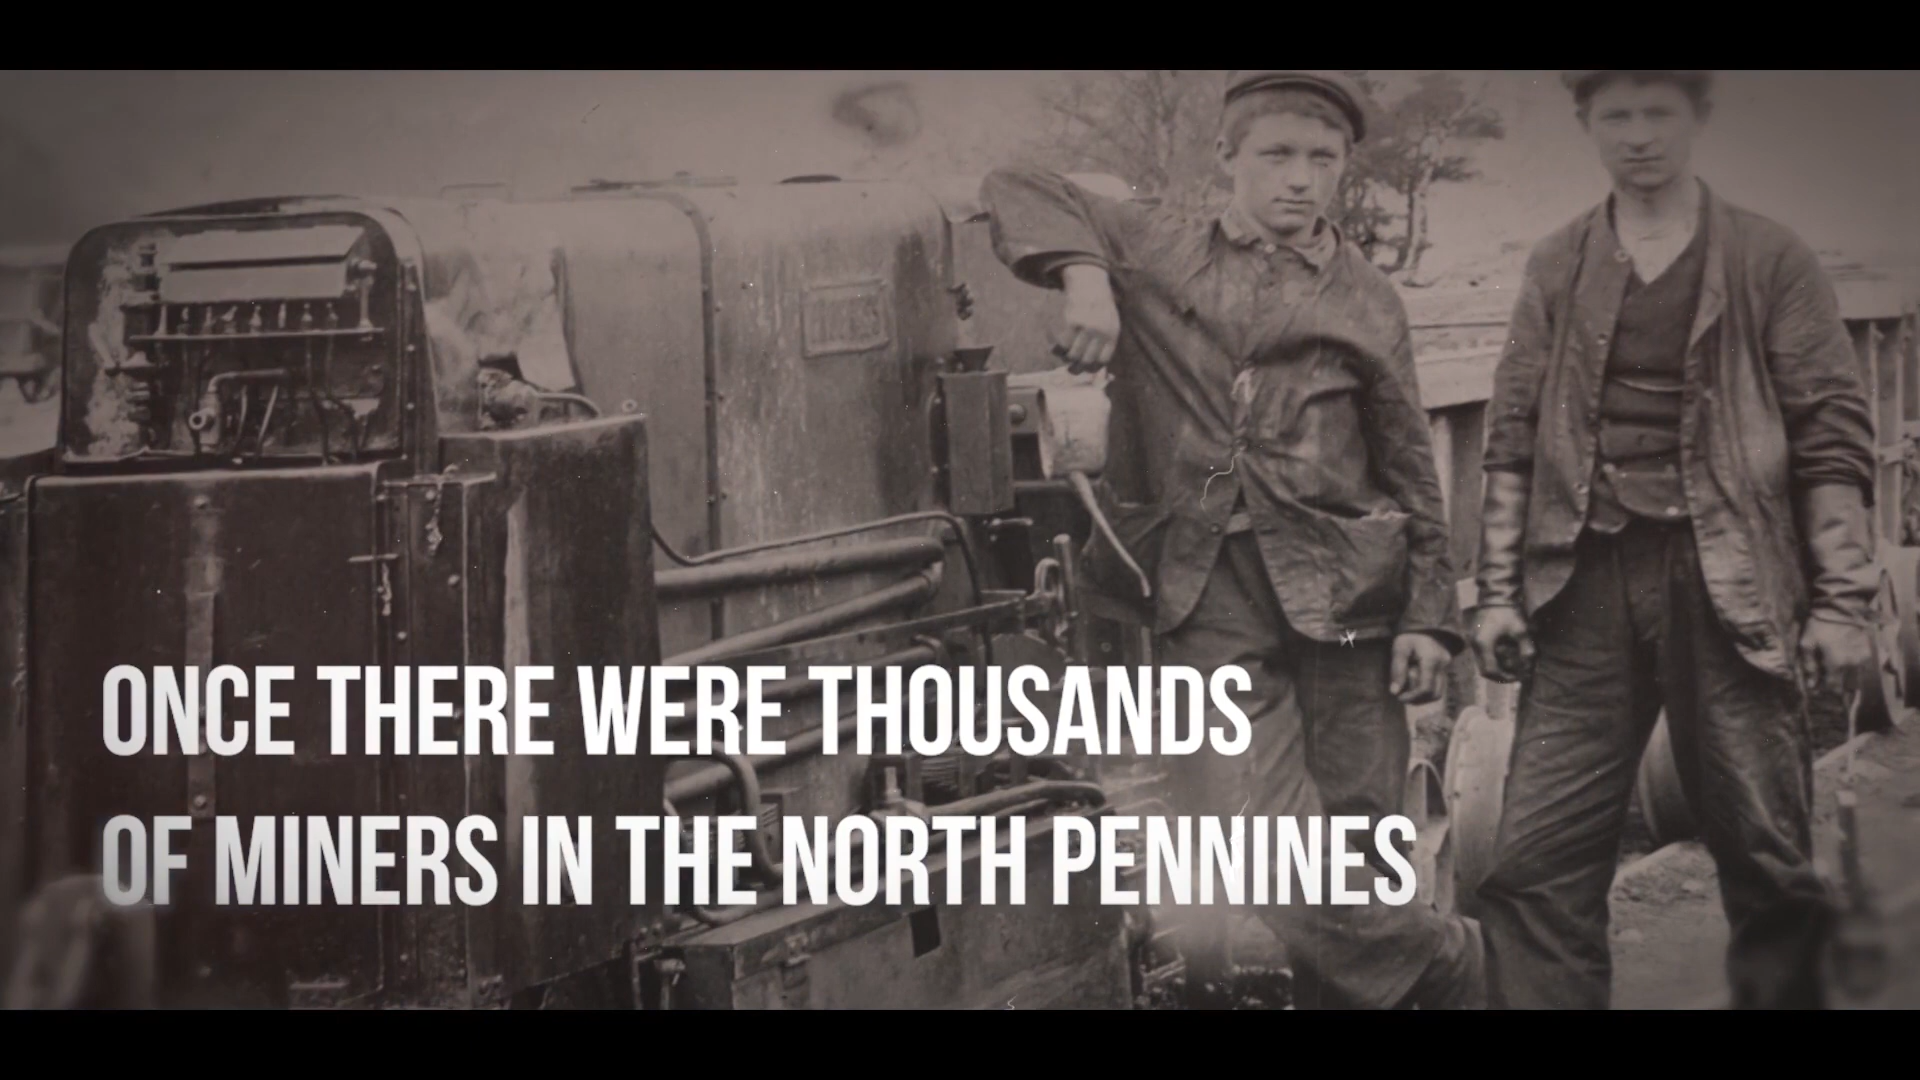 ONCE THERE WERE THOUSANDS
OF MINERS IN THE NORTH PENNINES